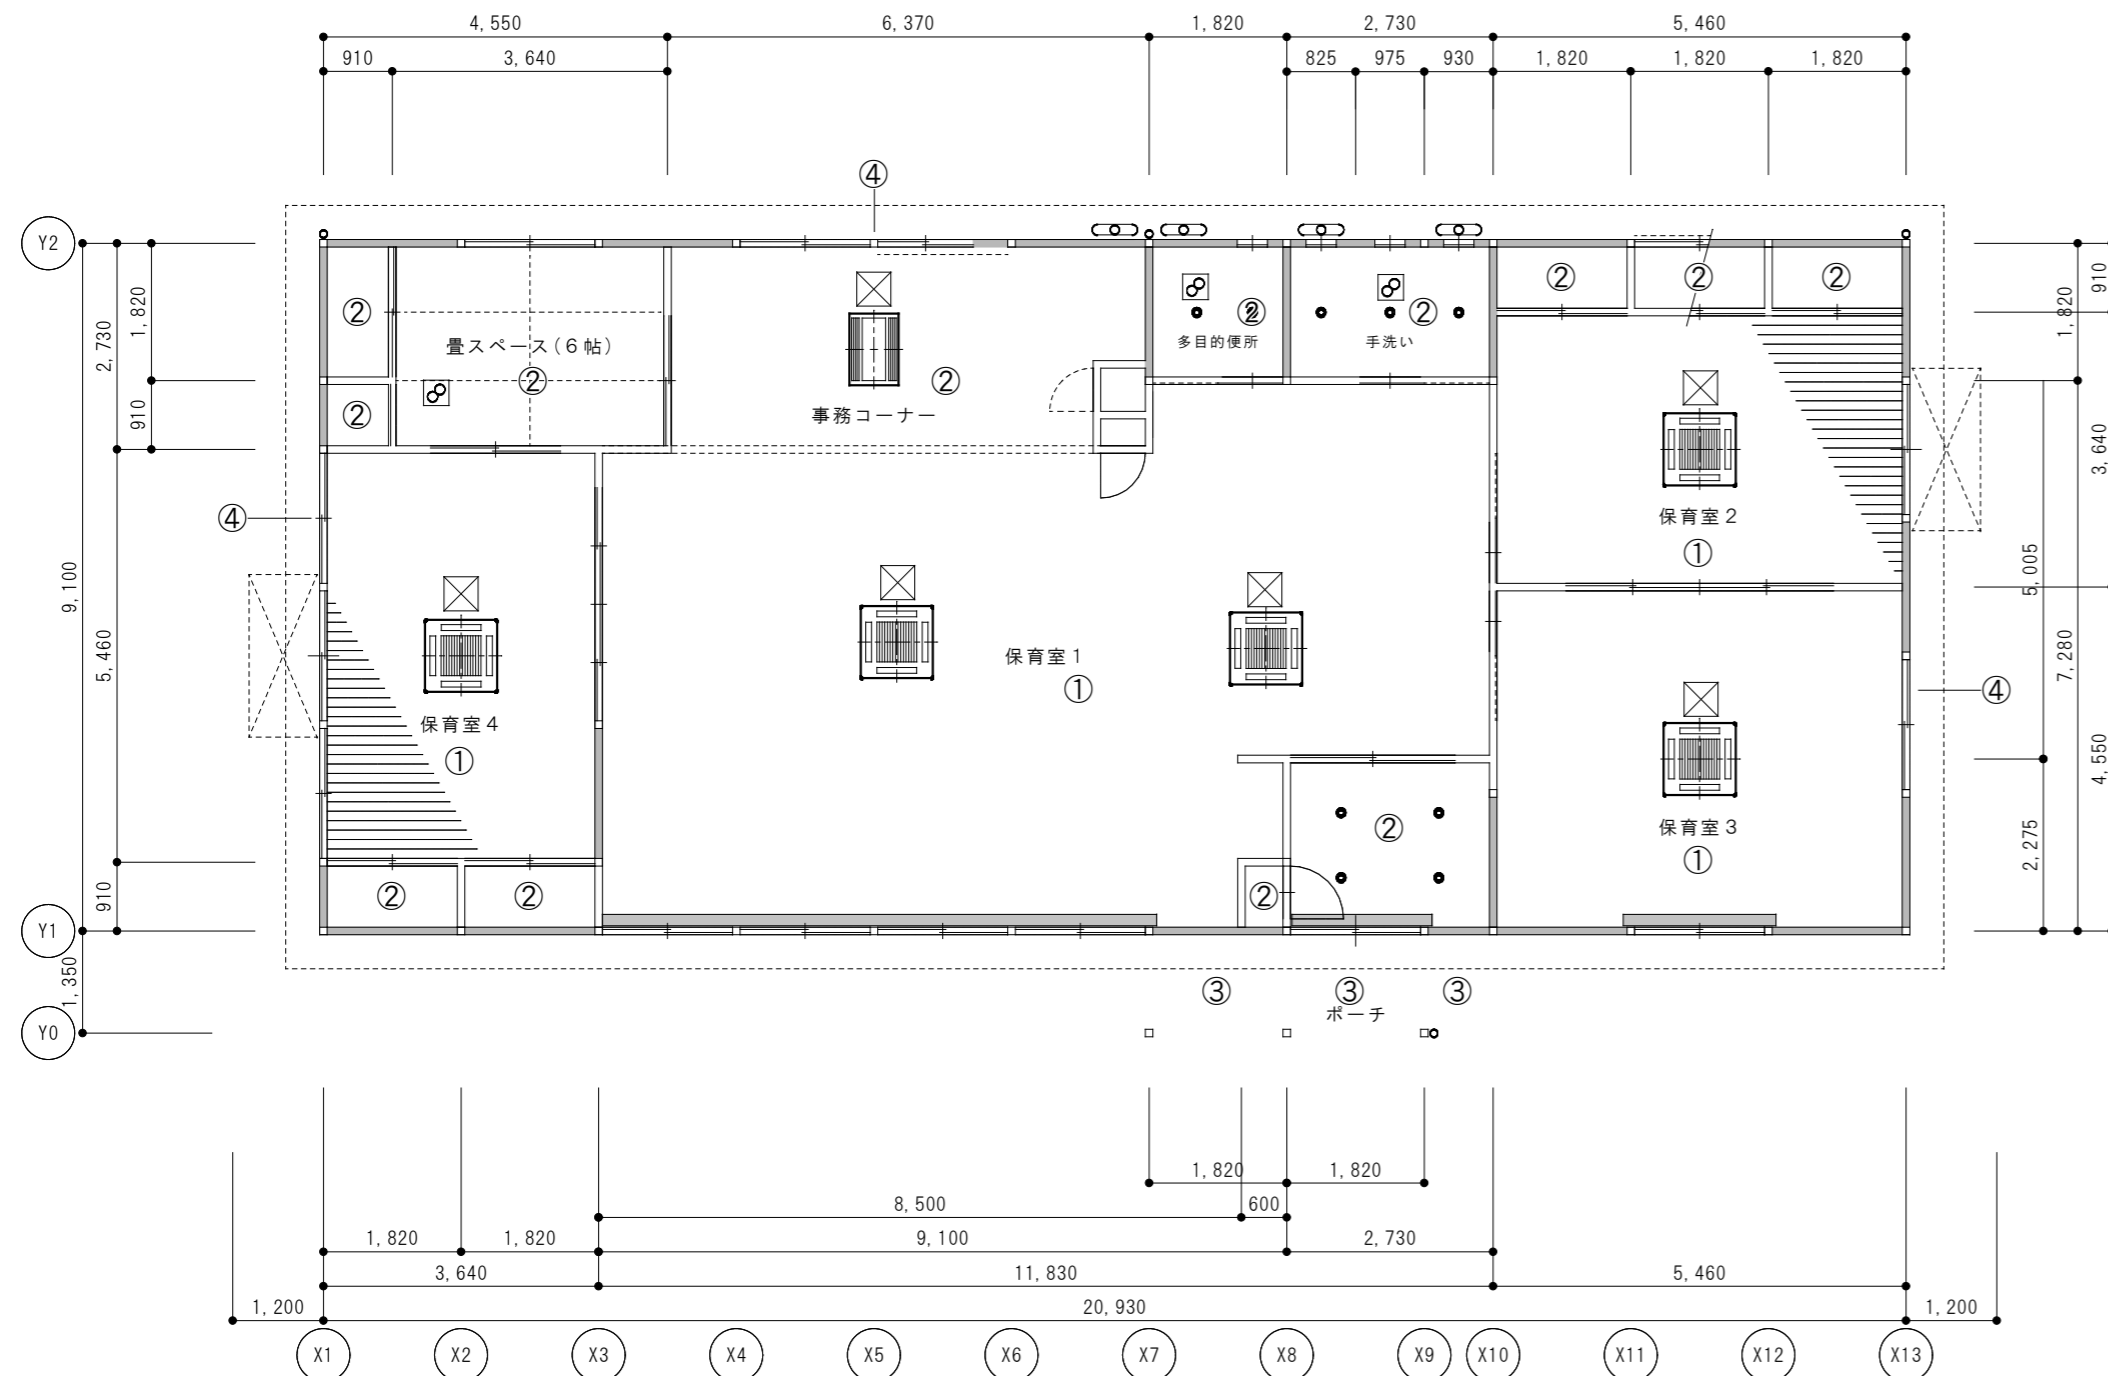 4,550 6,370 1,820 2,730 5,460
910 3,640 825 975 930 1,820 1,820 1,820
④
Y2
② ② ② ② ② ②
畳スペース(6帖) 多目的便所 手洗い
② ② ②
事務コーナー
1,820
2,730
910
9,100
5,460
910
1,350
910
1,820
3,640
5,005
7,280
4,550
2,275
④
保育室2
①
保育室1
①
④
保育室4
①
②
保育室3
①
② ② ②
Y1
③ ③ ③
ポーチ
Y0
1,820 1,820
8,500 600
1,820 1,820 9,100 2,730
3,640 11,830 5,460
1,200 20,930 1,200
X1 X2 X3 X4 X5 X6 X7 X8 X9 X10 X11 X12 X13